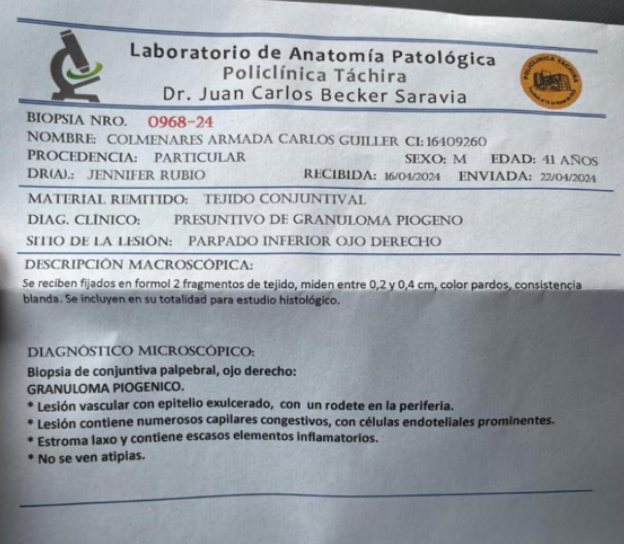 Laboratorio de Anatomía Patológica
Policlínica Táchira
Dr. Juan Carlos Becker Saravia
POLICLINICA TACHIRA
BIOPSIA NRO. 0968-24
NOMBRE: COLMENARES ARMADA CARLOS GUILLER CI: 16409260
PROCEDENCIA: PARTICULAR SEXO: M EDAD: 41 AÑOS
DR(A).: JENNIFER RUBIO RECIBIDA: 16/04/2024 ENVIADA: 22/04/2024
MATERIAL REMITIDO: TEJIDO CONJUNTIVAL
DIAG. CLÍNICO: PRESUNTIVO DE GRANULOMA PIOGENO
SITIO DE LA LESIÓN: PARPADO INFERIOR OJO DERECHO
DESCRIPCIÓN MACROSCÓPICA:
Se reciben fijados en formol 2 fragmentos de tejido, miden entre 0,2 y 0,4 cm, color pardos, consistencia
blanda. Se incluyen en su totalidad para estudio histológico.
DIAGNÓSTICO MICROSCÓPICO:
Biopsia de conjuntiva palpebral, ojo derecho:
GRANULOMA PIOGENICO.
* Lesión vascular con epitelio exulcerado, con un rodete en la periferia.
* Lesión contiene numerosos capilares congestivos, con células endoteliales prominentes.
* Estroma laxo y contiene escasos elementos inflamatorios.
* No se ven atipias.